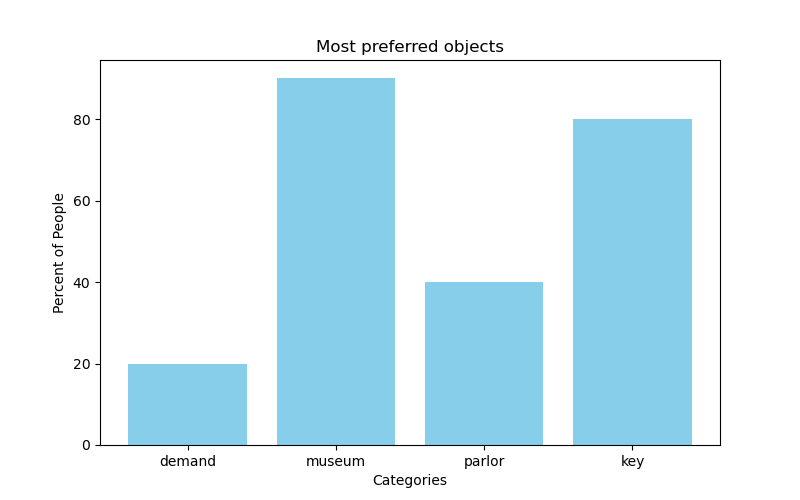 Most preferred objects
Percent of People
80
60
40
20
0
demand museum parlor key
Categories